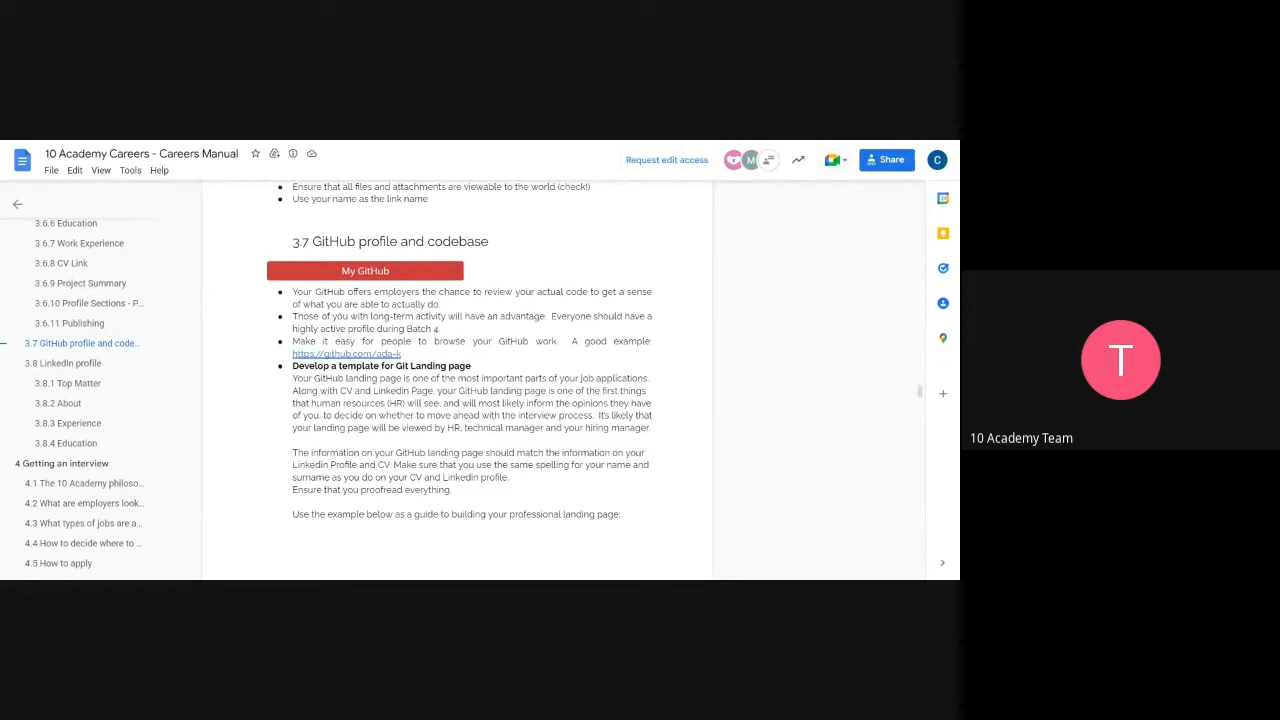 10 Academy Careers - Careers Manual
File Edit View Tools Help
Request edit access
M
Share
C
3.6.6 Education
3.6.7 Work Experience
3.6.8 CV Link
3.6.9 Project Summary
3.6.10 Profile Sections - P...
3.6.11 Publishing
3.7 GitHub profile and code...
3.8 LinkedIn profile
3.8.1 Top Matter
3.8.2 About
3.8.3 Experience
3.8.4 Education
4 Getting an interview
4.1 The 10 Academy philoso...
4.2 What are employers look...
4.3 What types of jobs are a...
4.4 How to decide where to ...
4.5 How to apply
• Ensure that all files and attachments are viewable to the world (check!)
• Use your name as the link name
3.7 GitHub profile and codebase
My GitHub
• Your GitHub offers employers the chance to review your actual code to get a sense
of what you are able to actually do.
• Those of you with long-term activity will have an advantage. Everyone should have a
highly active profile during Batch 4.
• Make it easy for people to browse your GitHub work. A good example:
https://github.com/ada-k
• Develop a template for Git Landing page
Your GitHub landing page is one of the most important parts of your job applications.
Along with CV and Linkedin Page, your GitHub landing page is one of the first things
that human resources (HR) will see, and will most likely inform the opinions they have
of you, to decide on whether to move ahead with the interview process. It's likely that
your landing page will be viewed by HR, technical manager and your hiring manager.
The information on your GitHub landing page should match the information on your
Linkedin Profile and CV. Make sure that you use the same spelling for your name and
surname as you do on your CV and Linkedin profile.
Ensure that you proofread everything.
Use the example below as a guide to building your professional landing page:
T
10 Academy Team